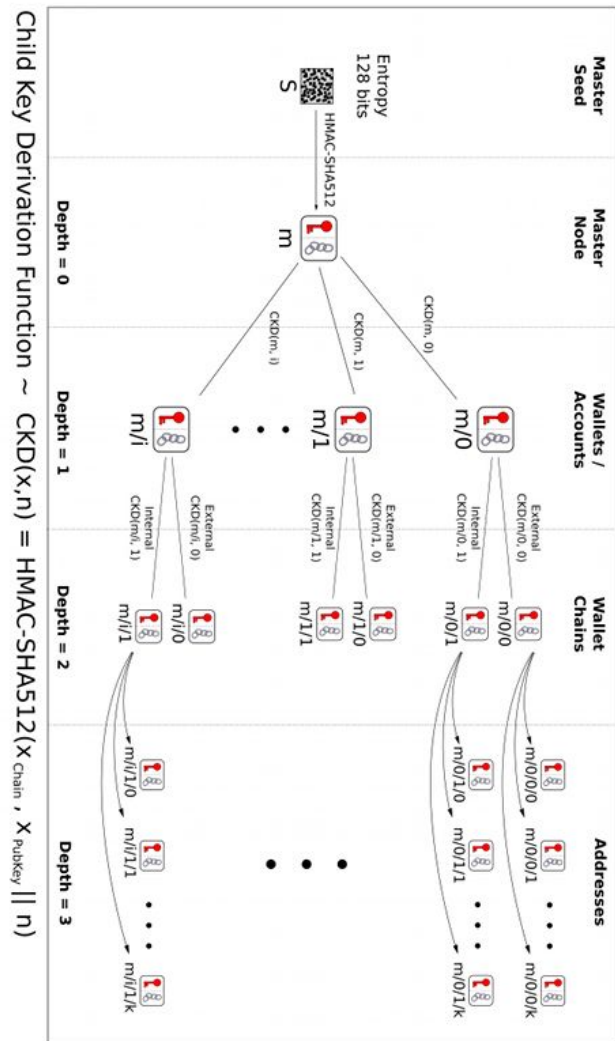 Master
Seed
Master
Node
Wallets /
Accounts
Wallet
Chains
Addresses
Entropy
128 bits
S
HMAC-SHA512
m
CKD(m, 0)
CKD(m, 1)
CKD(m, i)
m/0
m/1
m/i
External
CKD(m/0, 0)
Internal
CKD(m/0, 1)
External
CKD(m/1, 0)
Internal
CKD(m/1, 1)
External
CKD(m/i, 0)
Internal
CKD(m/i, 1)
m/0/0
m/0/1
m/1/0
m/1/1
m/i/0
m/i/1
m/0/0/0
m/0/0/1
m/0/0/k
m/0/1/0
m/0/1/1
m/0/1/k
m/i/1/0
m/i/1/1
m/i/1/k
Depth = 0
Depth = 1
Depth = 2
Depth = 3
Child Key Derivation Function ~ CKD(x,n) = HMAC-SHA512(x Chain , x PubKey || n)